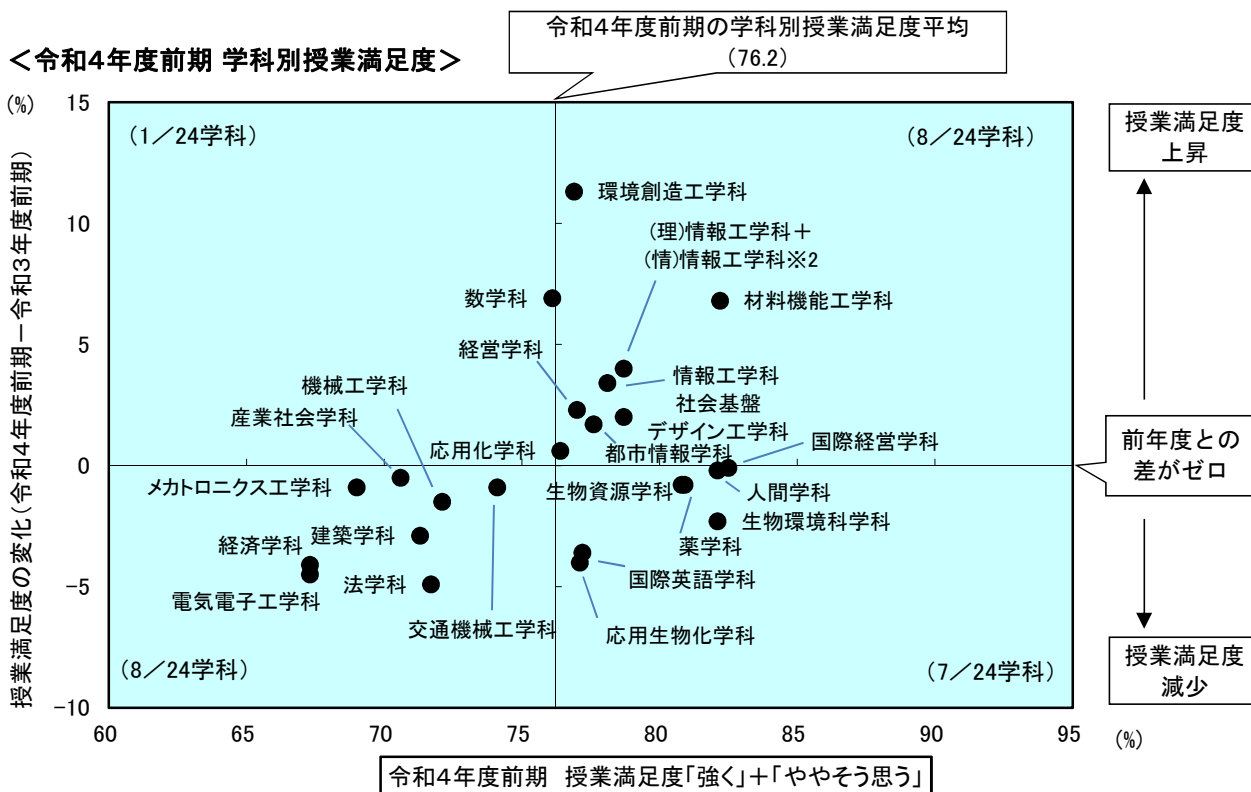 令和4年度前期の学科別授業満足度平均
(76.2)
＜令和4年度前期 学科別授業満足度＞
(%)
授業満足度の変化(令和4年度前期－令和3年度前期)
15
10
5
0
-5
-10
(1／24学科)
(8／24学科)
環境創造工学科
(理)情報工学科＋
(情)情報工学科※2
数学科
材料機能工学科
経営学科
機械工学科
情報工学科
産業社会学科
社会基盤
デザイン工学科
応用化学科
都市情報学科
国際経営学科
メカトロニクス工学科
生物資源学科
人間学科
建築学科
生物環境科学科
経済学科
薬学科
電気電子工学科
法学科
国際英語学科
交通機械工学科
応用生物化学科
(8／24学科)
(7／24学科)
60 65 70 75 80 85 90 95
(%)
令和4年度前期 授業満足度「強く」＋「ややそう思う」
授業満足度
上昇
前年度との
差がゼロ
授業満足度
減少